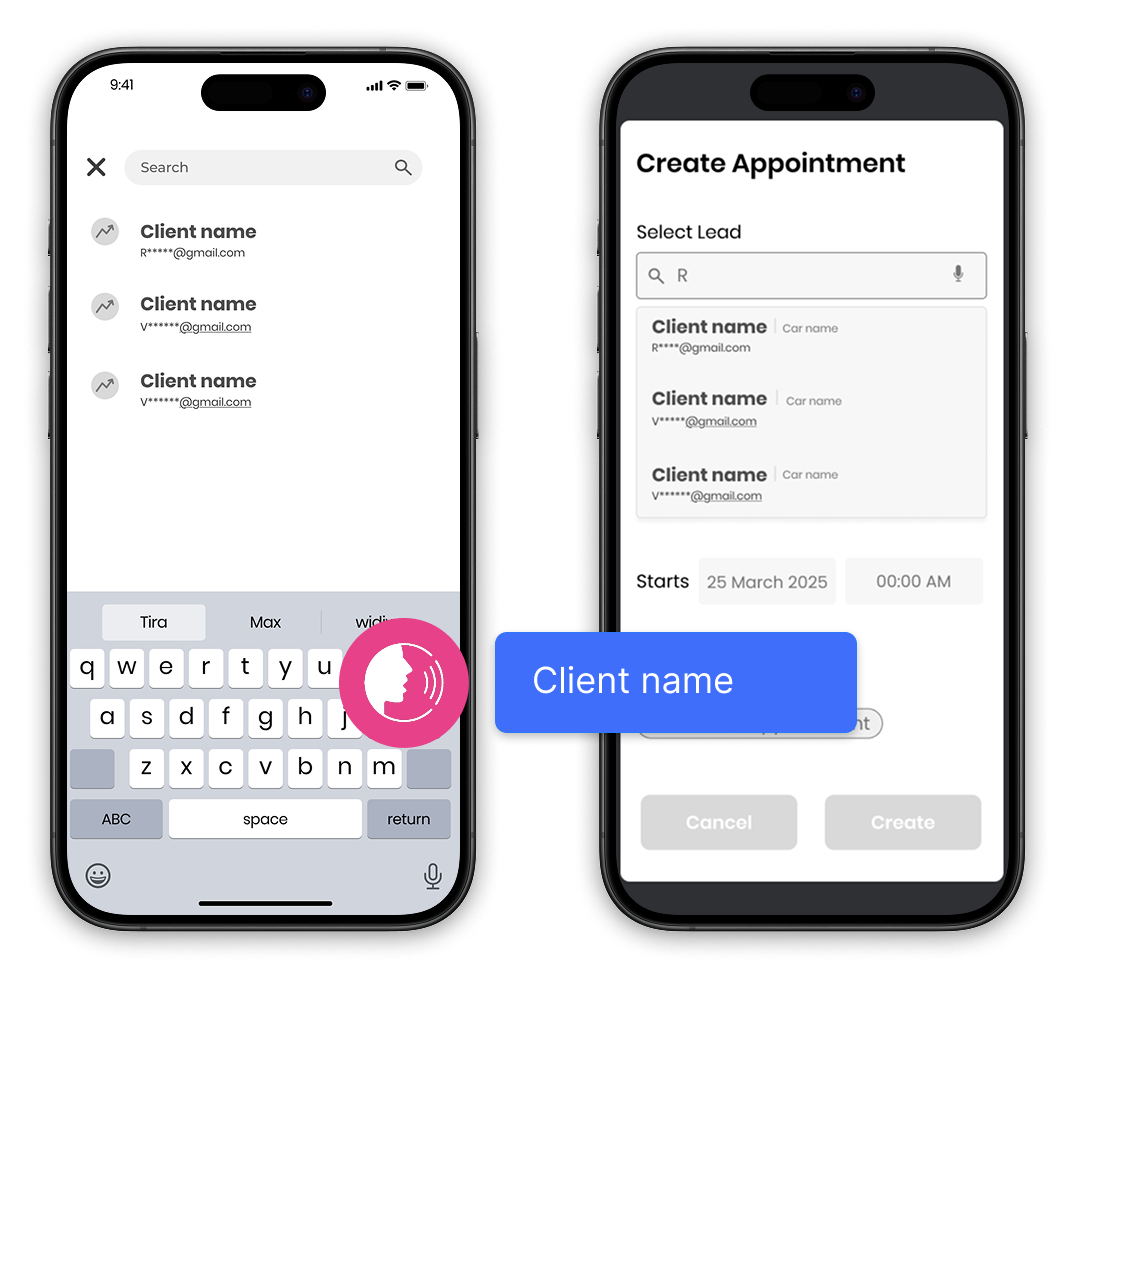 9:41
Search
Client name
R*****@gmail.com
Client name
V******@gmail.com
Client name
V******@gmail.com
Tira Max
q w e r t y u
a s d f g h j
z x c v b n m
ABC space return
Create Appointment
Select Lead
R
Client name Car name
R****@gmail.com
Client name Car name
V*****@gmail.com
Client name Car name
V******@gmail.com
Starts 25 March 2025 00:00 AM
Client name
Cancel Create